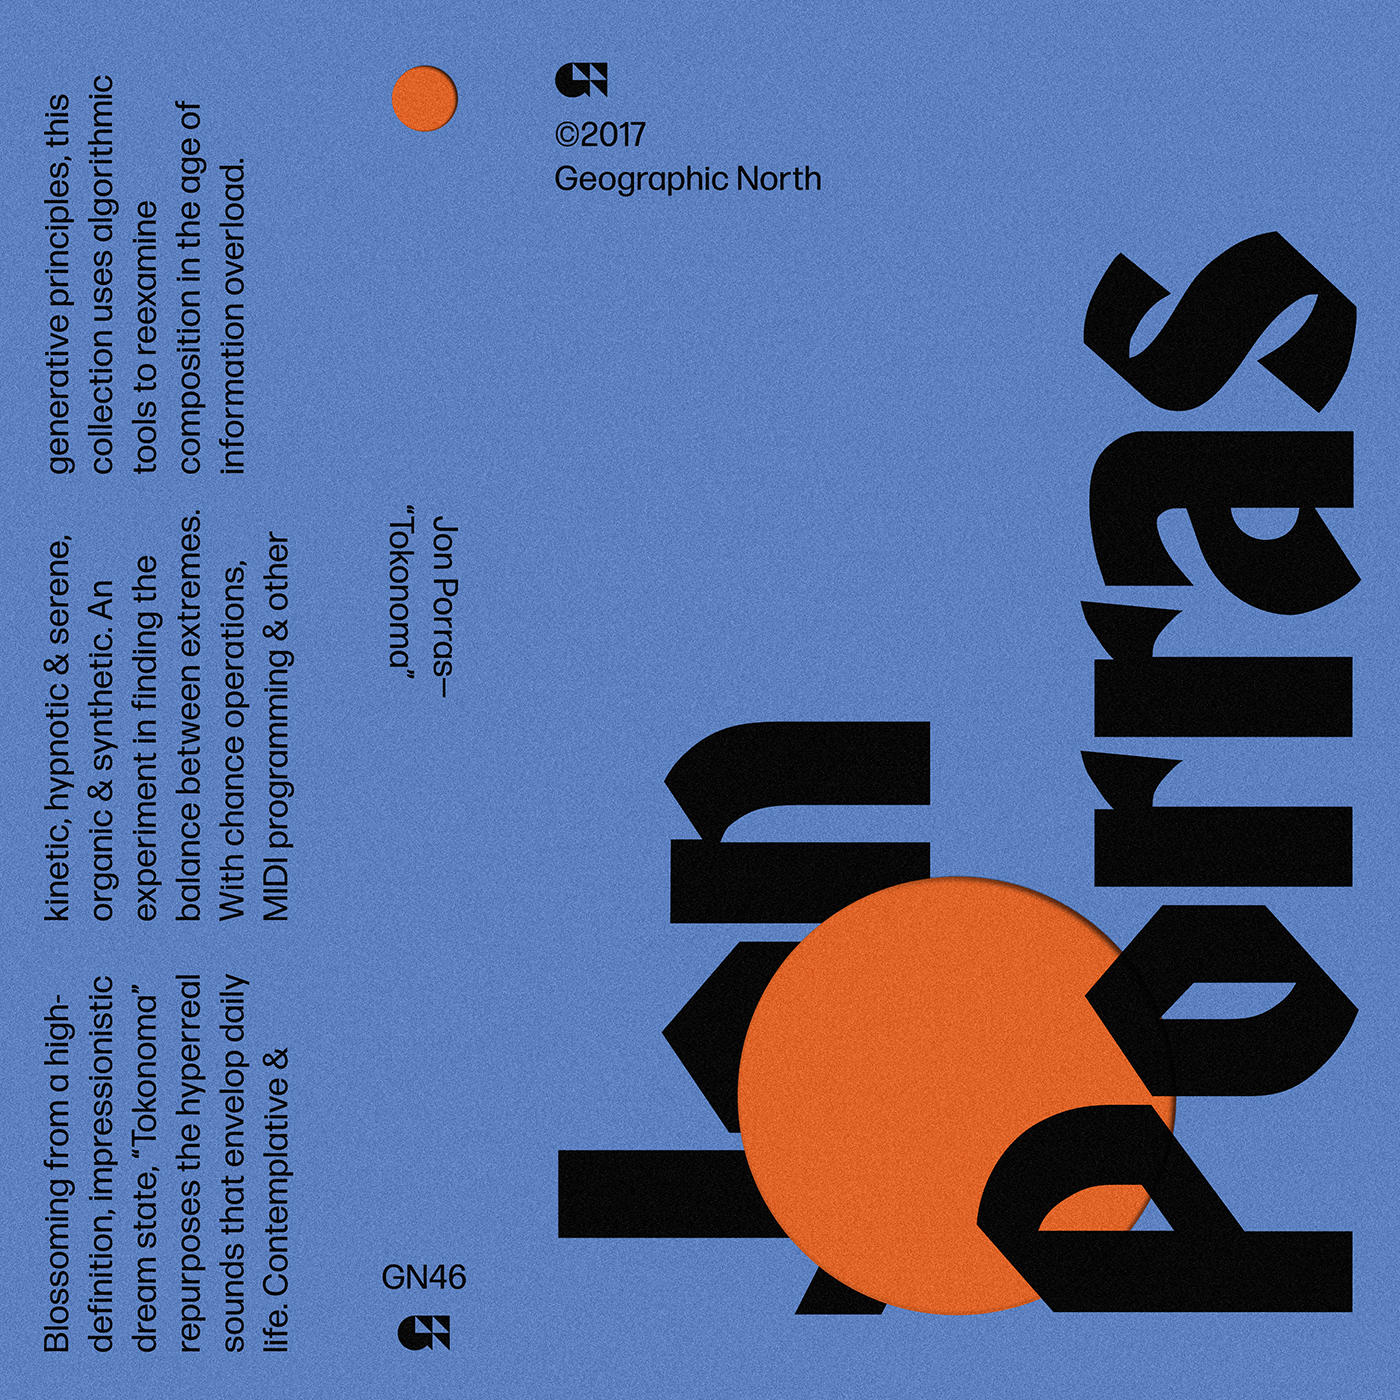 Blossoming from a high-
definition, impressionistic
dream state, “Tokonoma”
repurposes the hyperreal
sounds that envelop daily
life. Contemplative &
kinetic, hypnotic & serene,
organic & synthetic. An
experiment in finding the
balance between extremes.
With chance operations,
MIDI programming & other
generative principles, this
collection uses algorithmic
tools to reexamine
composition in the age of
information overload.
Jon Porras—
“Tokonoma”
GN46
©2017
Geographic North
Jon
Porras